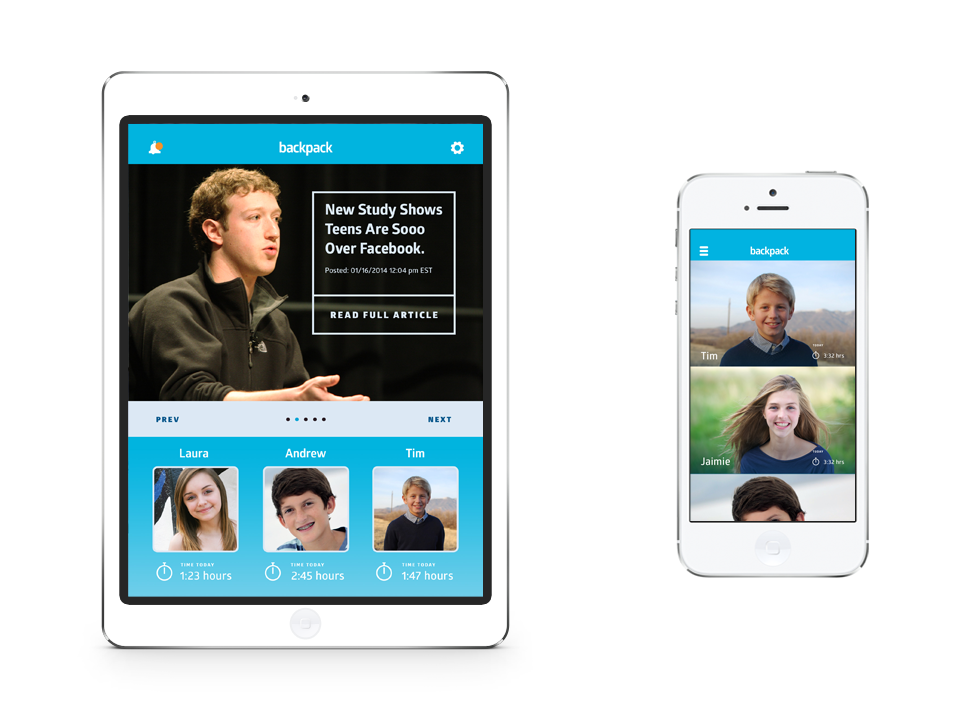 backpack
New Study Shows
Teens Are Sooo
Over Facebook.
Posted: 01/16/2014 12:04 pm EST
READ FULL ARTICLE
PREV
NEXT
Laura
Andrew
Tim
TIME TODAY
1:23 hours
TIME TODAY
2:45 hours
TIME TODAY
1:47 hours
backpack
Tim
TODAY
3:32 hrs
Jaimie
TODAY
3:32 hrs